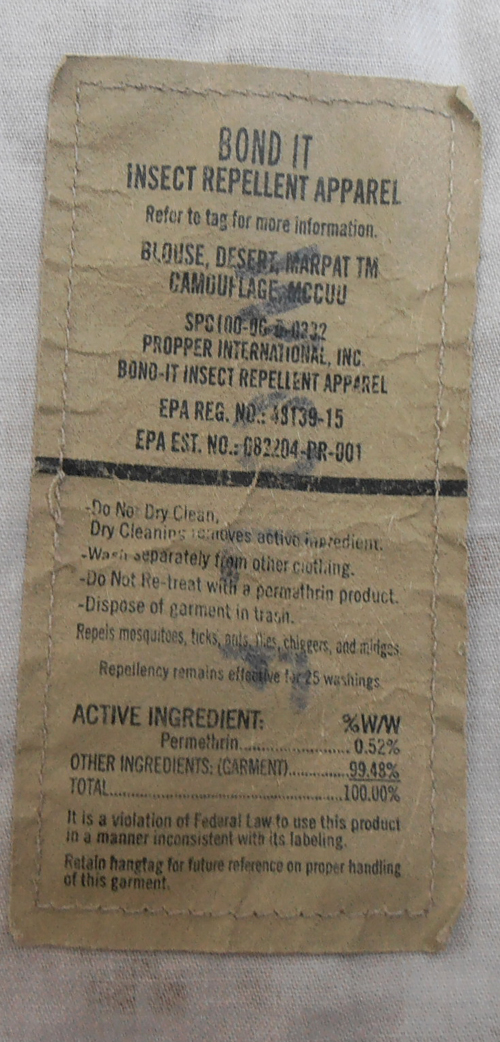 BOND IT
INSECT REPELLENT APPAREL
Refer to tag for more information.
BLOUSE, DESERT, MARPAT TM
CAMOUFLAGE, MCCUU
PROPPER INTERNATIONAL, INC.
BOND-IT INSECT REPELLENT APPAREL
EPA REG. NO.: 48139-15
EPA EST. NO.: 082204-PR-001
-Do Not Dry Clean,
Dry Cleaning removes active ingredient.
-Wash separately from other clothing.
-Do Not Re-treat with a permethrin product.
-Dispose of garment in trash.
Repels mosquitoes, ticks, ants, flies, chiggers, and midges.
Repellency remains effective for 25 washings
ACTIVE INGREDIENT: %W/W
Permethrin................... 0.52%
OTHER INGREDIENTS: (GARMENT)...........99.48%
TOTAL.............................................100.00%
It is a violation of Federal Law to use this product
in a manner inconsistent with its labeling.
Retain hangtag for future reference on proper handling
of this garment.